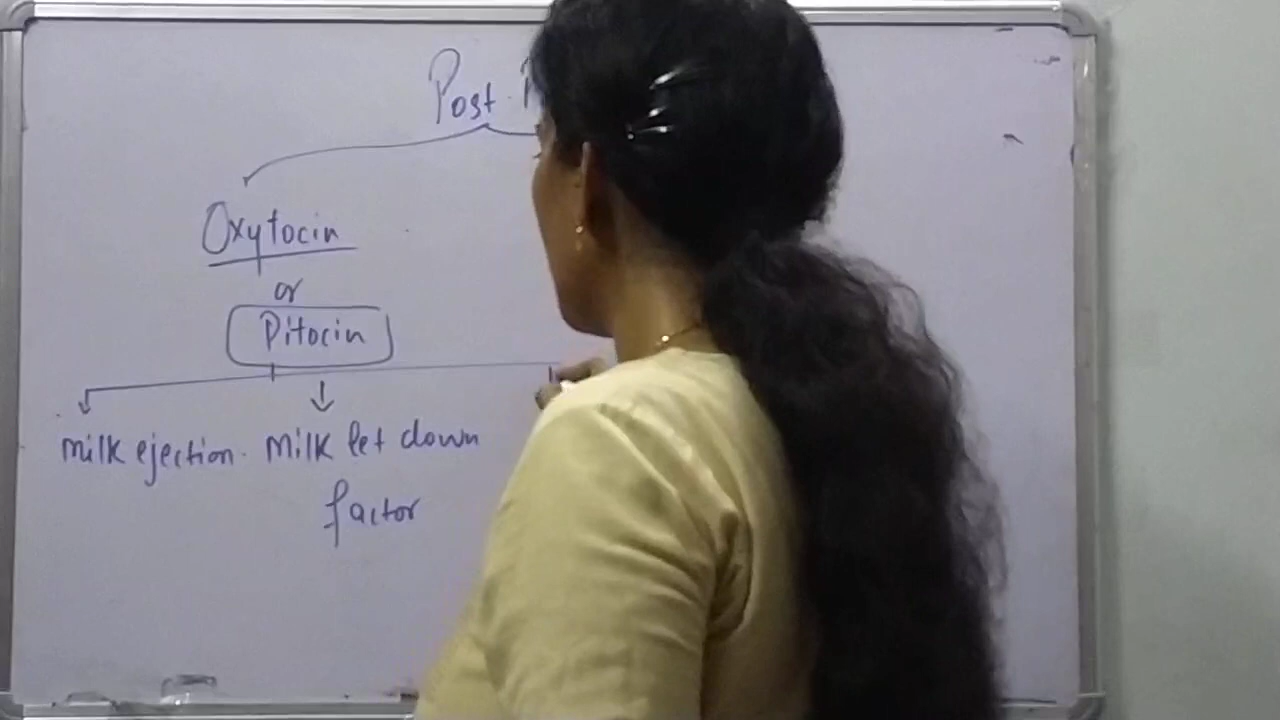 Post
Oxytocin
or
Pitocin
milk ejection. Milk let down
factor